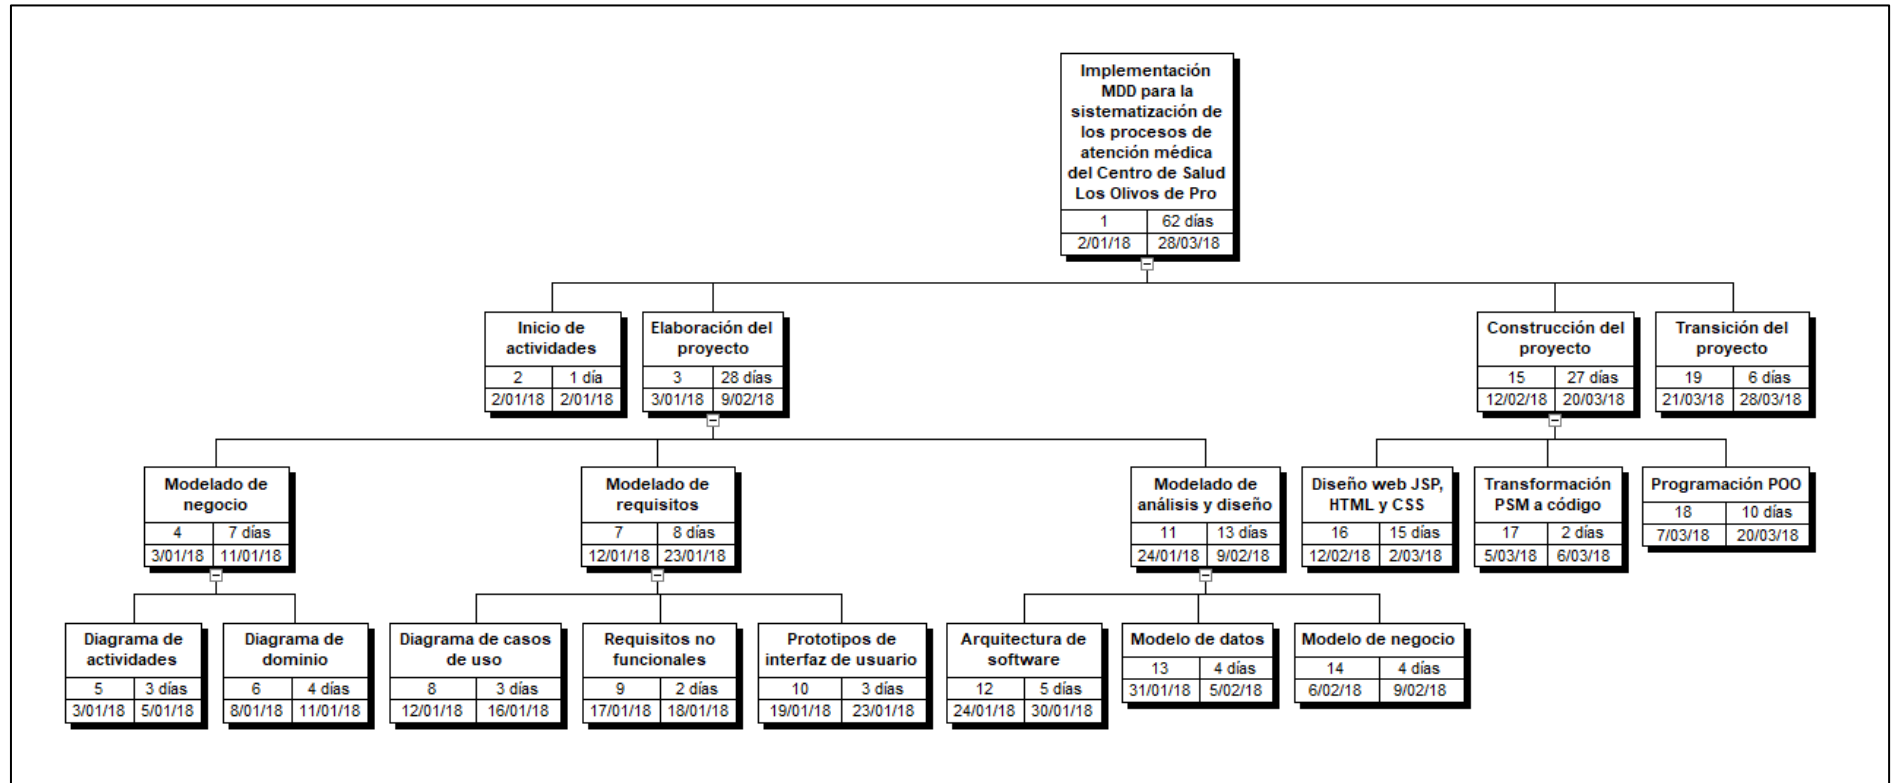 Implementación
MDD para la
sistematización de
los procesos de
atención médica
del Centro de Salud
Los Olivos de Pro
1 62 días
2/01/18 28/03/18
Inicio de
actividades
2 1 día
2/01/18 2/01/18
Elaboración del
proyecto
3 28 días
3/01/18 9/02/18
Construcción del
proyecto
15 27 días
12/02/18 20/03/18
Transición del
proyecto
19 6 días
21/03/18 28/03/18
Modelado de
negocio
4 7 días
3/01/18 11/01/18
Modelado de
requisitos
7 8 días
12/01/18 23/01/18
Modelado de
análisis y diseño
11 13 días
24/01/18 9/02/18
Diseño web JSP,
HTML y CSS
16 15 días
12/02/18 2/03/18
Transformación
PSM a código
17 2 días
5/03/18 6/03/18
Programación POO
18 10 días
7/03/18 20/03/18
Diagrama de
actividades
5 3 días
3/01/18 5/01/18
Diagrama de
dominio
6 4 días
8/01/18 11/01/18
Diagrama de casos
de uso
8 3 días
12/01/18 16/01/18
Requisitos no
funcionales
9 2 días
17/01/18 18/01/18
Prototipos de
interfaz de usuario
10 3 días
19/01/18 23/01/18
Arquitectura de
software
12 5 días
24/01/18 30/01/18
Modelo de datos
13 4 días
31/01/18 5/02/18
Modelo de negocio
14 4 días
6/02/18 9/02/18